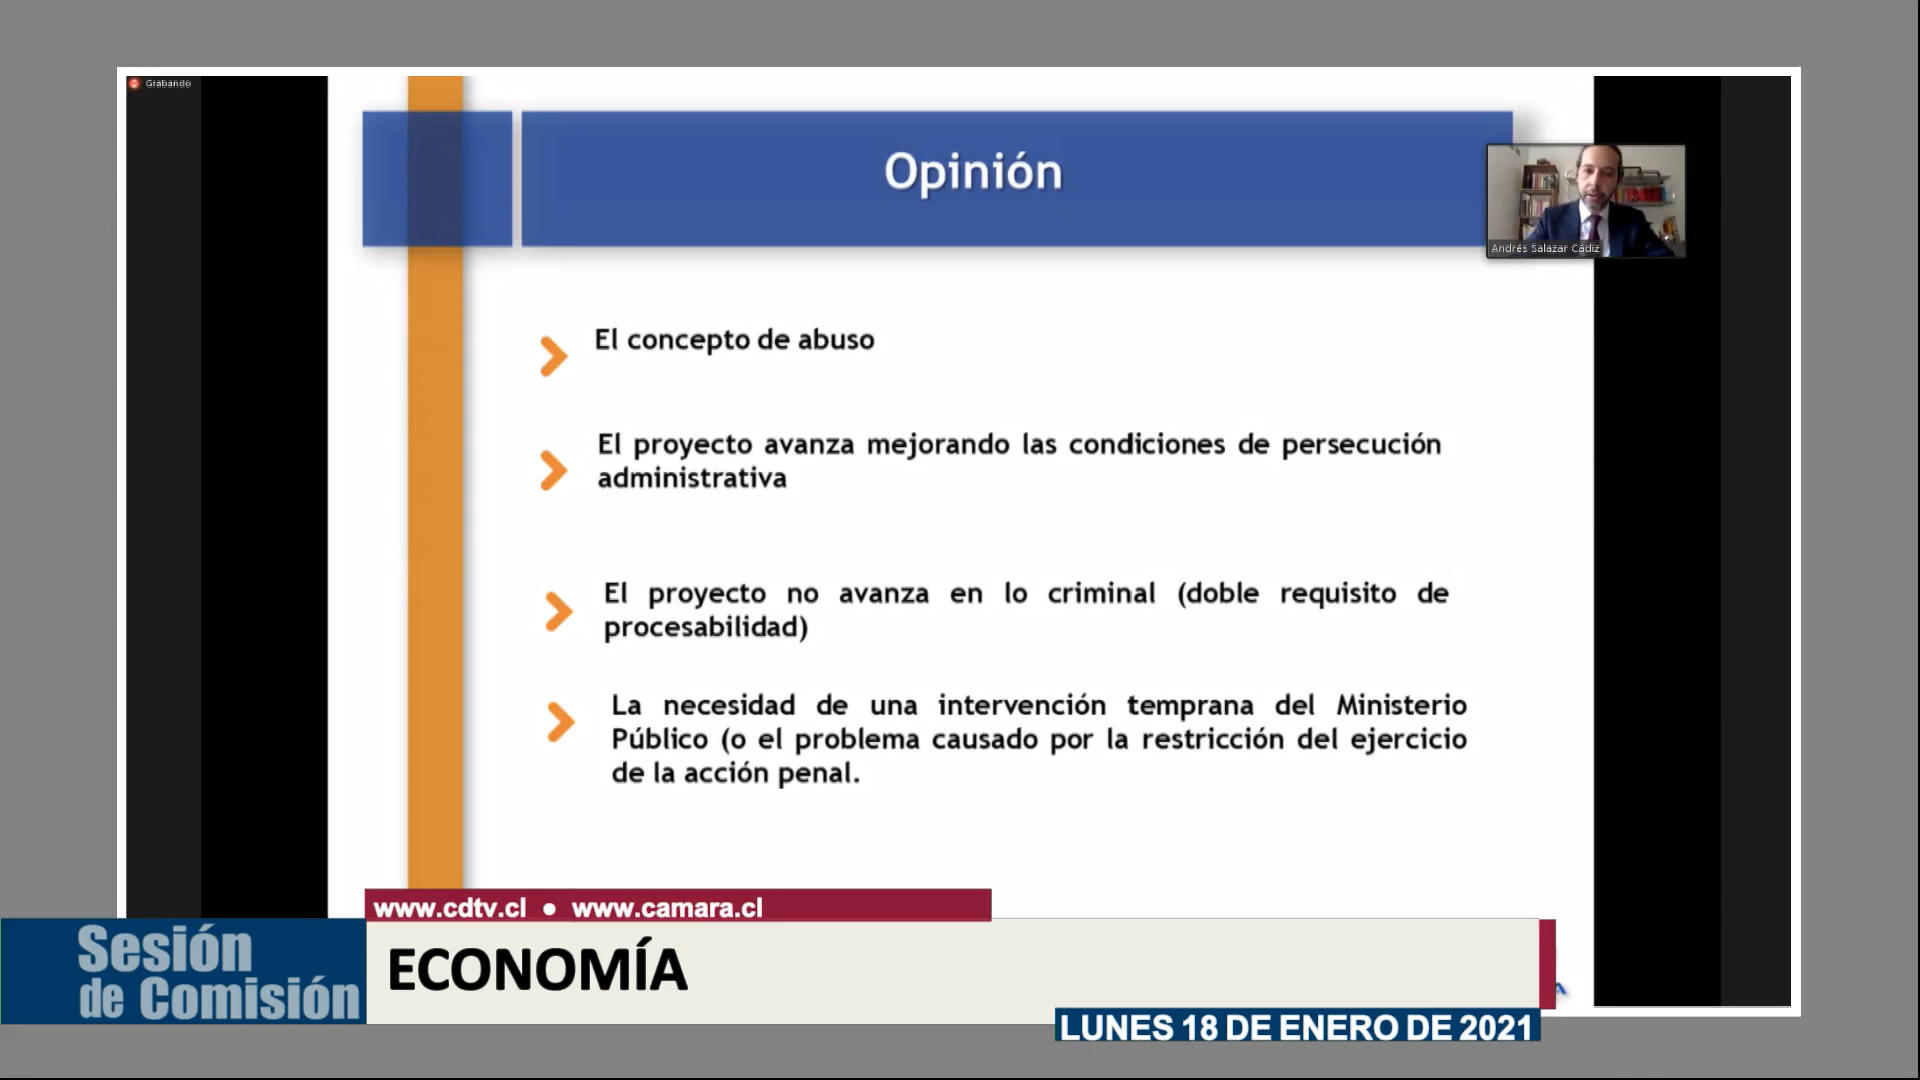 Grabando
Opinión
Andrés Salazar Cádiz
El concepto de abuso
El proyecto avanza mejorando las condiciones de persecución
administrativa
El proyecto no avanza en lo criminal (doble requisito de
procesabilidad)
La necesidad de una intervención temprana del Ministerio
Público (o el problema causado por la restricción del ejercicio
de la acción penal.
www.cdtv.cl ● www.camara.cl
Sesión
de Comisión
ECONOMÍA
LUNES 18 DE ENERO DE 2021